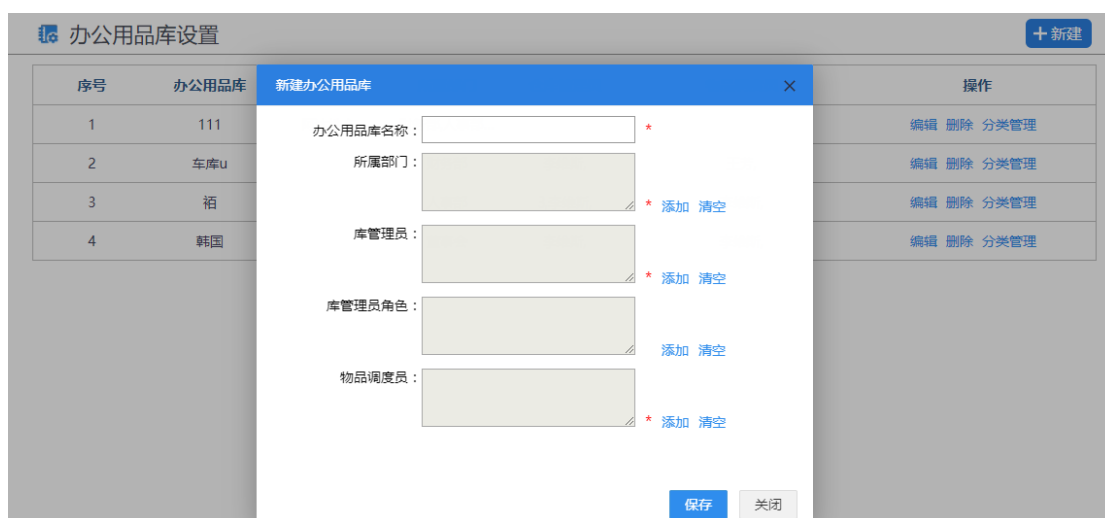 办公用品库设置
+新建
序号 办公用品库 操作
新建办公用品库 ×
1 111 编辑 删除 分类管理
办公用品库名称： *
2 车库u 编辑 删除 分类管理
所属部门：
* 添加 清空
3 袹 编辑 删除 分类管理
库管理员：
4 韩国 编辑 删除 分类管理
* 添加 清空
库管理员角色：
添加 清空
物品调度员：
* 添加 清空
保存 关闭